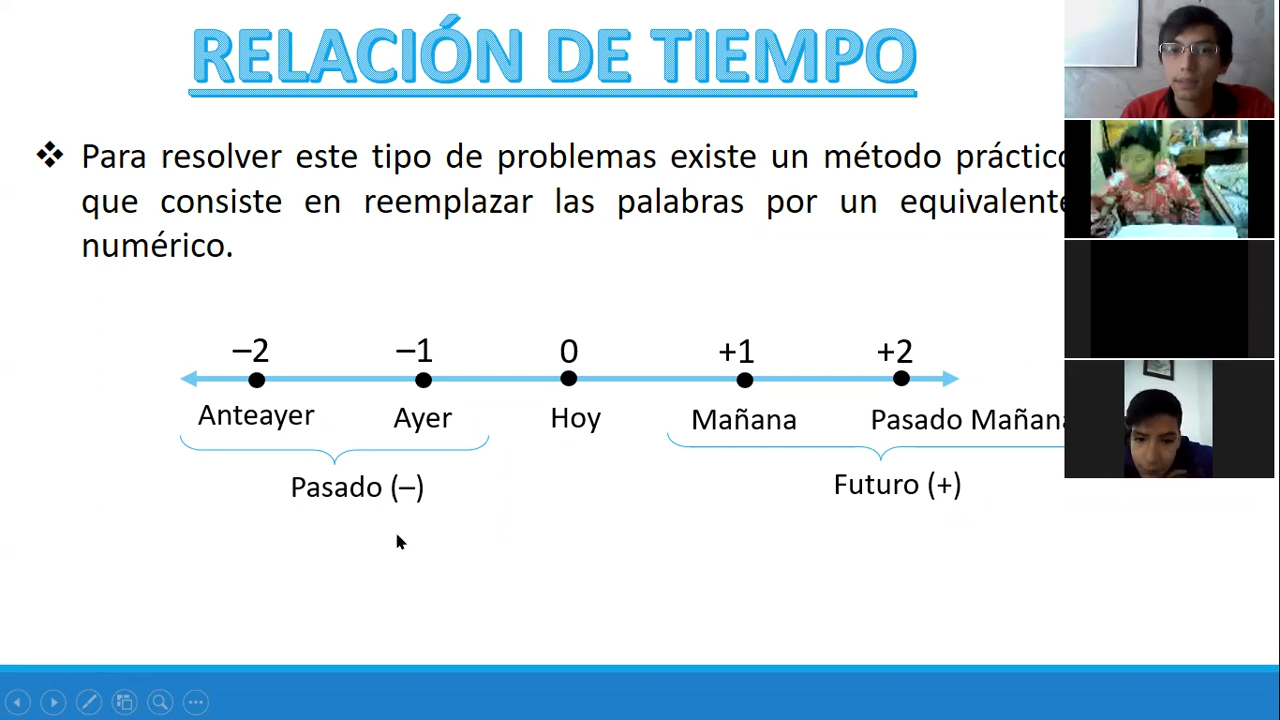 RELACIÓN DE TIEMPO
Para resolver este tipo de problemas existe un método práctico
que consiste en reemplazar las palabras por un equivalente
numérico.
–2 –1 0 +1 +2
Anteayer Ayer Hoy Mañana Pasado Mañana
Pasado (–) Futuro (+)